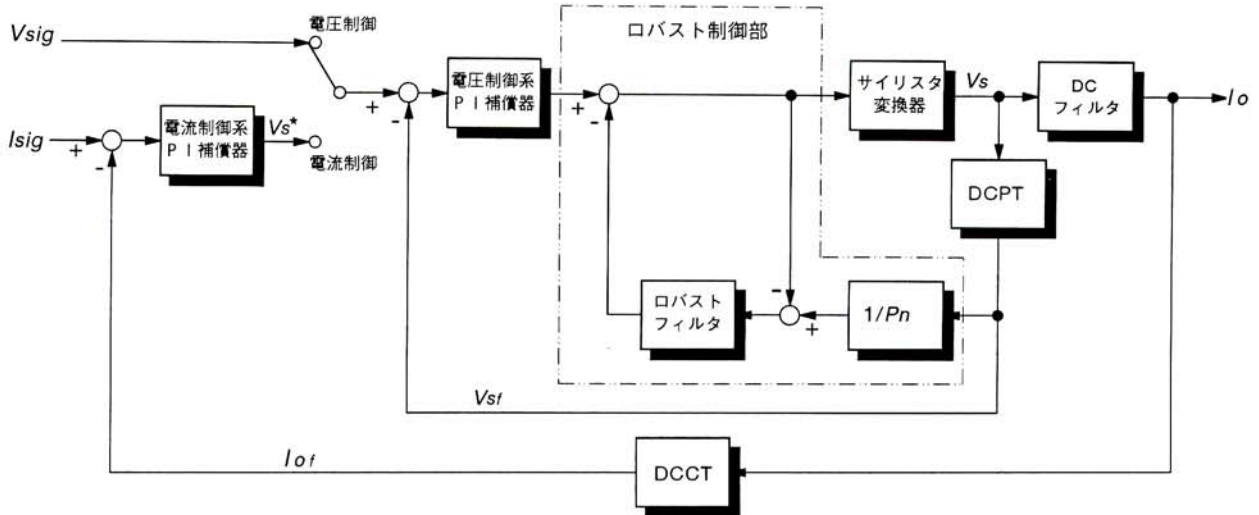 Vsig
電圧制御
ロバスト制御部
電圧制御系
PI補償器
サイリスタ
変換器
Vs
DC
フィルタ
Io
+
-
+
-
Isig
+
-
電流制御系
PI補償器
Vs*
電流制御
DCPT
ロバスト
フィルタ
-
+
1/Pn
Vsf
Iof
DCCT